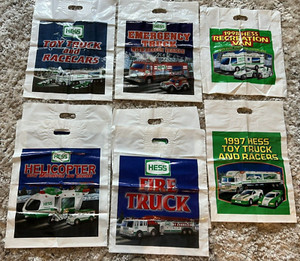 HESS
TOY TRUCK
AND
RACECARS
HESS
EMERGENCY
TRUCK
1998 HESS
RECREATION
VAN
HESS
HELICOPTER
HESS
FIRE
TRUCK
1997 HESS
TOY TRUCK
AND RACERS